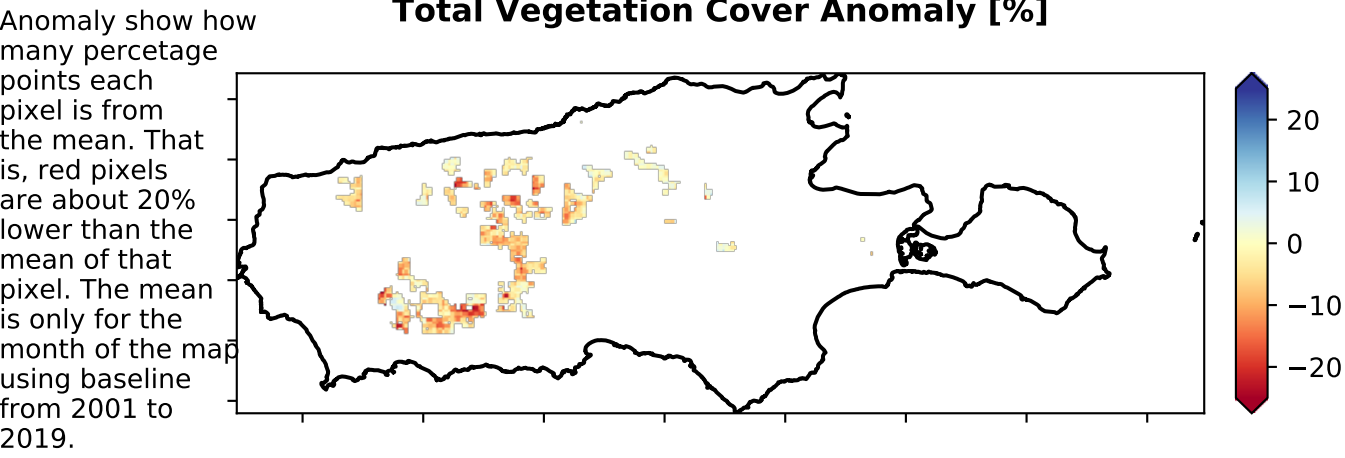 Total Vegetation Cover Anomaly [%]
Anomaly show how
many percetage
points each
pixel is from
the mean. That
is, red pixels
are about 20%
lower than the
mean of that
pixel. The mean
is only for the
month of the map
using baseline
from 2001 to
2019.
20
10
0
−10
−20